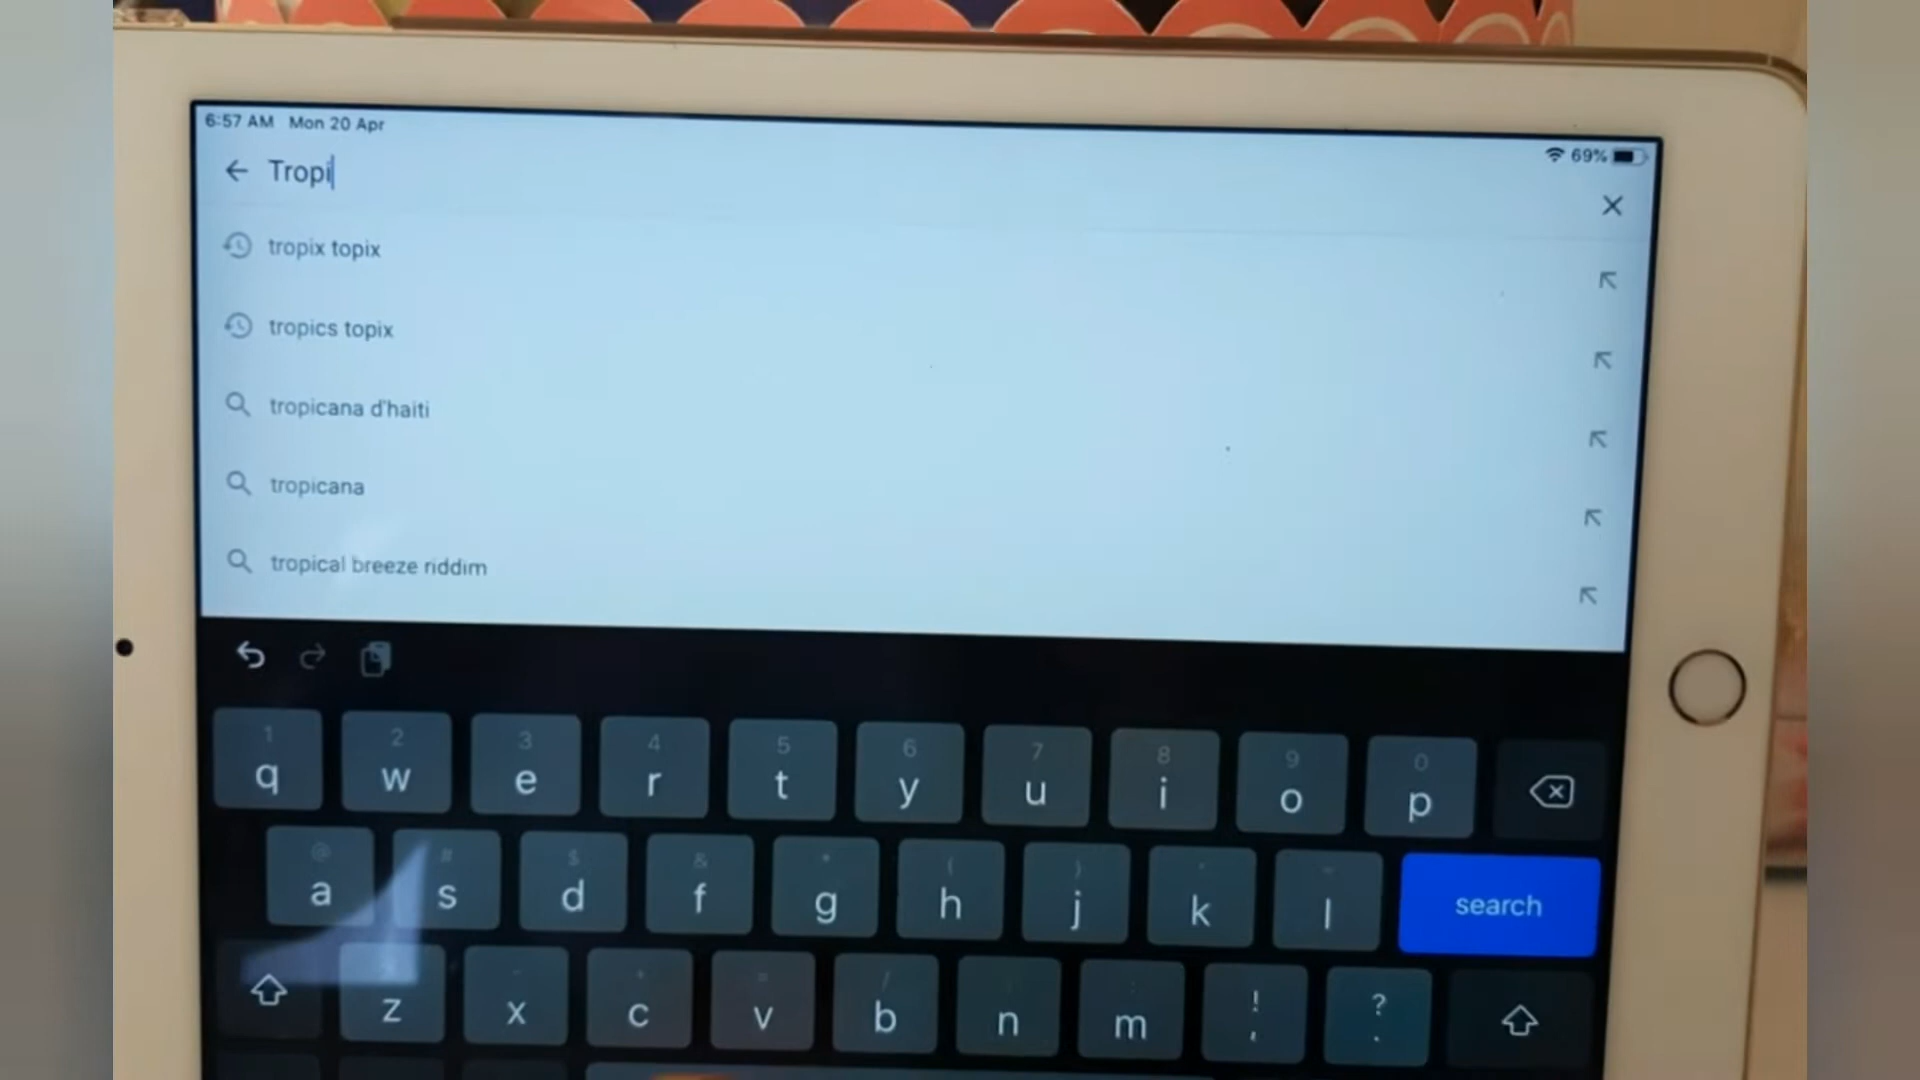 6:57 AM Mon 20 Apr
69%
Tropi
tropix topix
tropics topix
tropicana d'haiti
tropicana
tropical breeze riddim
1 2 3 4 5 6 7 8 9 0
q w e r t y u i o p
@ # $ & * ( ) ' "
a s d f g h j k l search
- + = / ; : ! ?
z x c v b n m , .